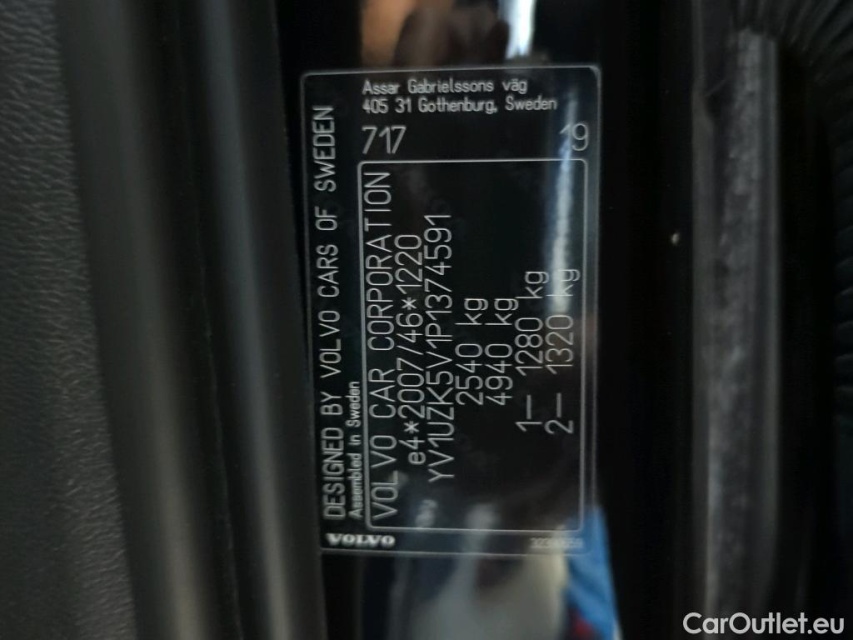 Assar Gabrielssons väg
405 31 Gothenburg, Sweden
717 19
DESIGNED BY VOLVO CARS OF SWEDEN
Assembled in Sweden
VOLVO CAR CORPORATION
e4*2007/46*1220
YV1UZK5V1P1374591
2540 kg
4940 kg
1– 1280 kg
2– 1320 kg
VOLVO
CarOutlet.eu